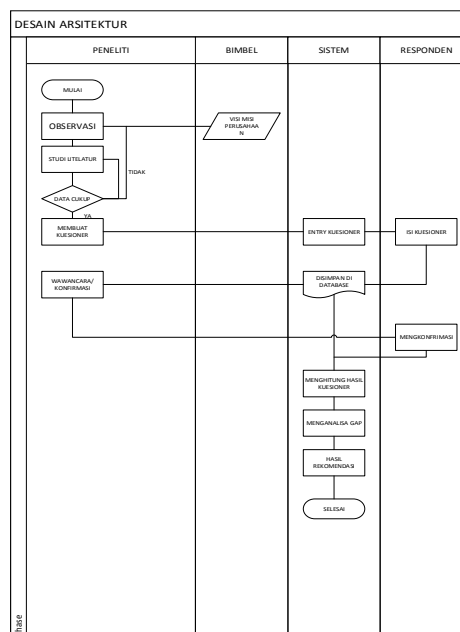 DESAIN ARSITEKTUR
PENELITI
BIMBEL
SISTEM
RESPONDEN
MULAI
OBSERVASI
VISI MISI
PERUSAHAA
N
STUDI LITELATUR
TIDAK
DATA CUKUP
YA
MEMBUAT
KUESIONER
ENTRY KUESIONER
ISI KUESIONER
WAWANCARA/
KONFIRMASI
DISIMPAN DI
DATABASE
MENGKONFRIMASI
MENGHITUNG HASIL
KUESIONER
MENGANALISA GAP
HASIL
REKOMENDASI
SELESAI
hase